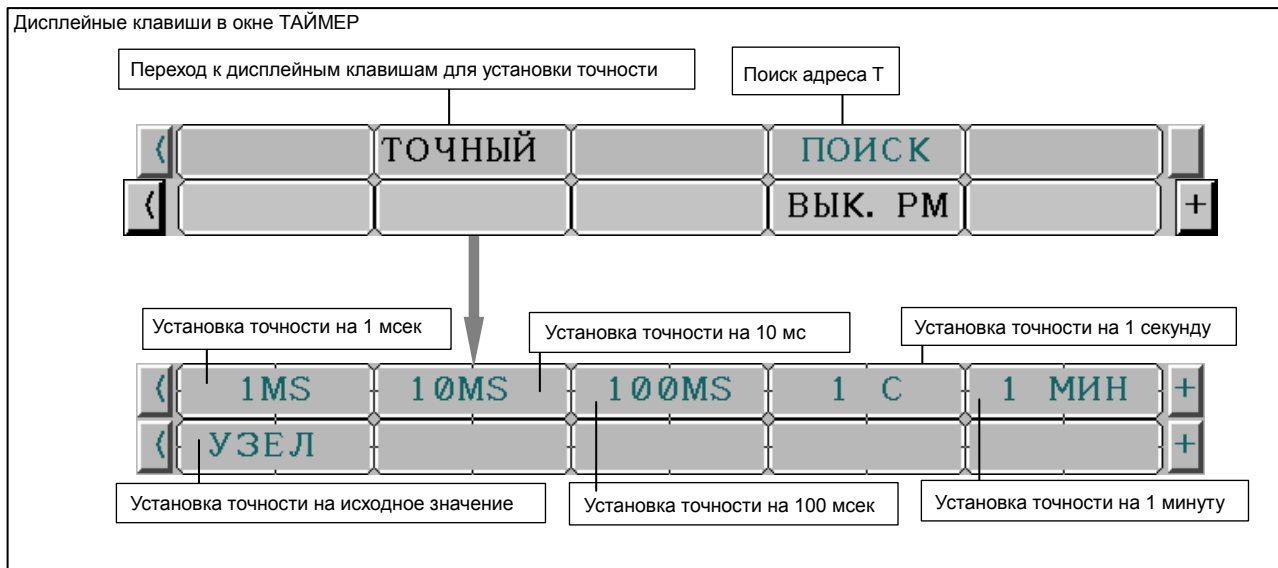 Дисплейные клавиши в окне ТАЙМЕР
Переход к дисплейным клавишам для установки точности
Поиск адреса Т
( ТОЧНЫЙ ПОИСК
( ВЫК. РМ +
Установка точности на 1 мсек
Установка точности на 10 мс
Установка точности на 1 секунду
( 1MS 10MS 100MS 1 С 1 МИН +
( УЗЕЛ +
Установка точности на исходное значение
Установка точности на 100 мсек
Установка точности на 1 минуту